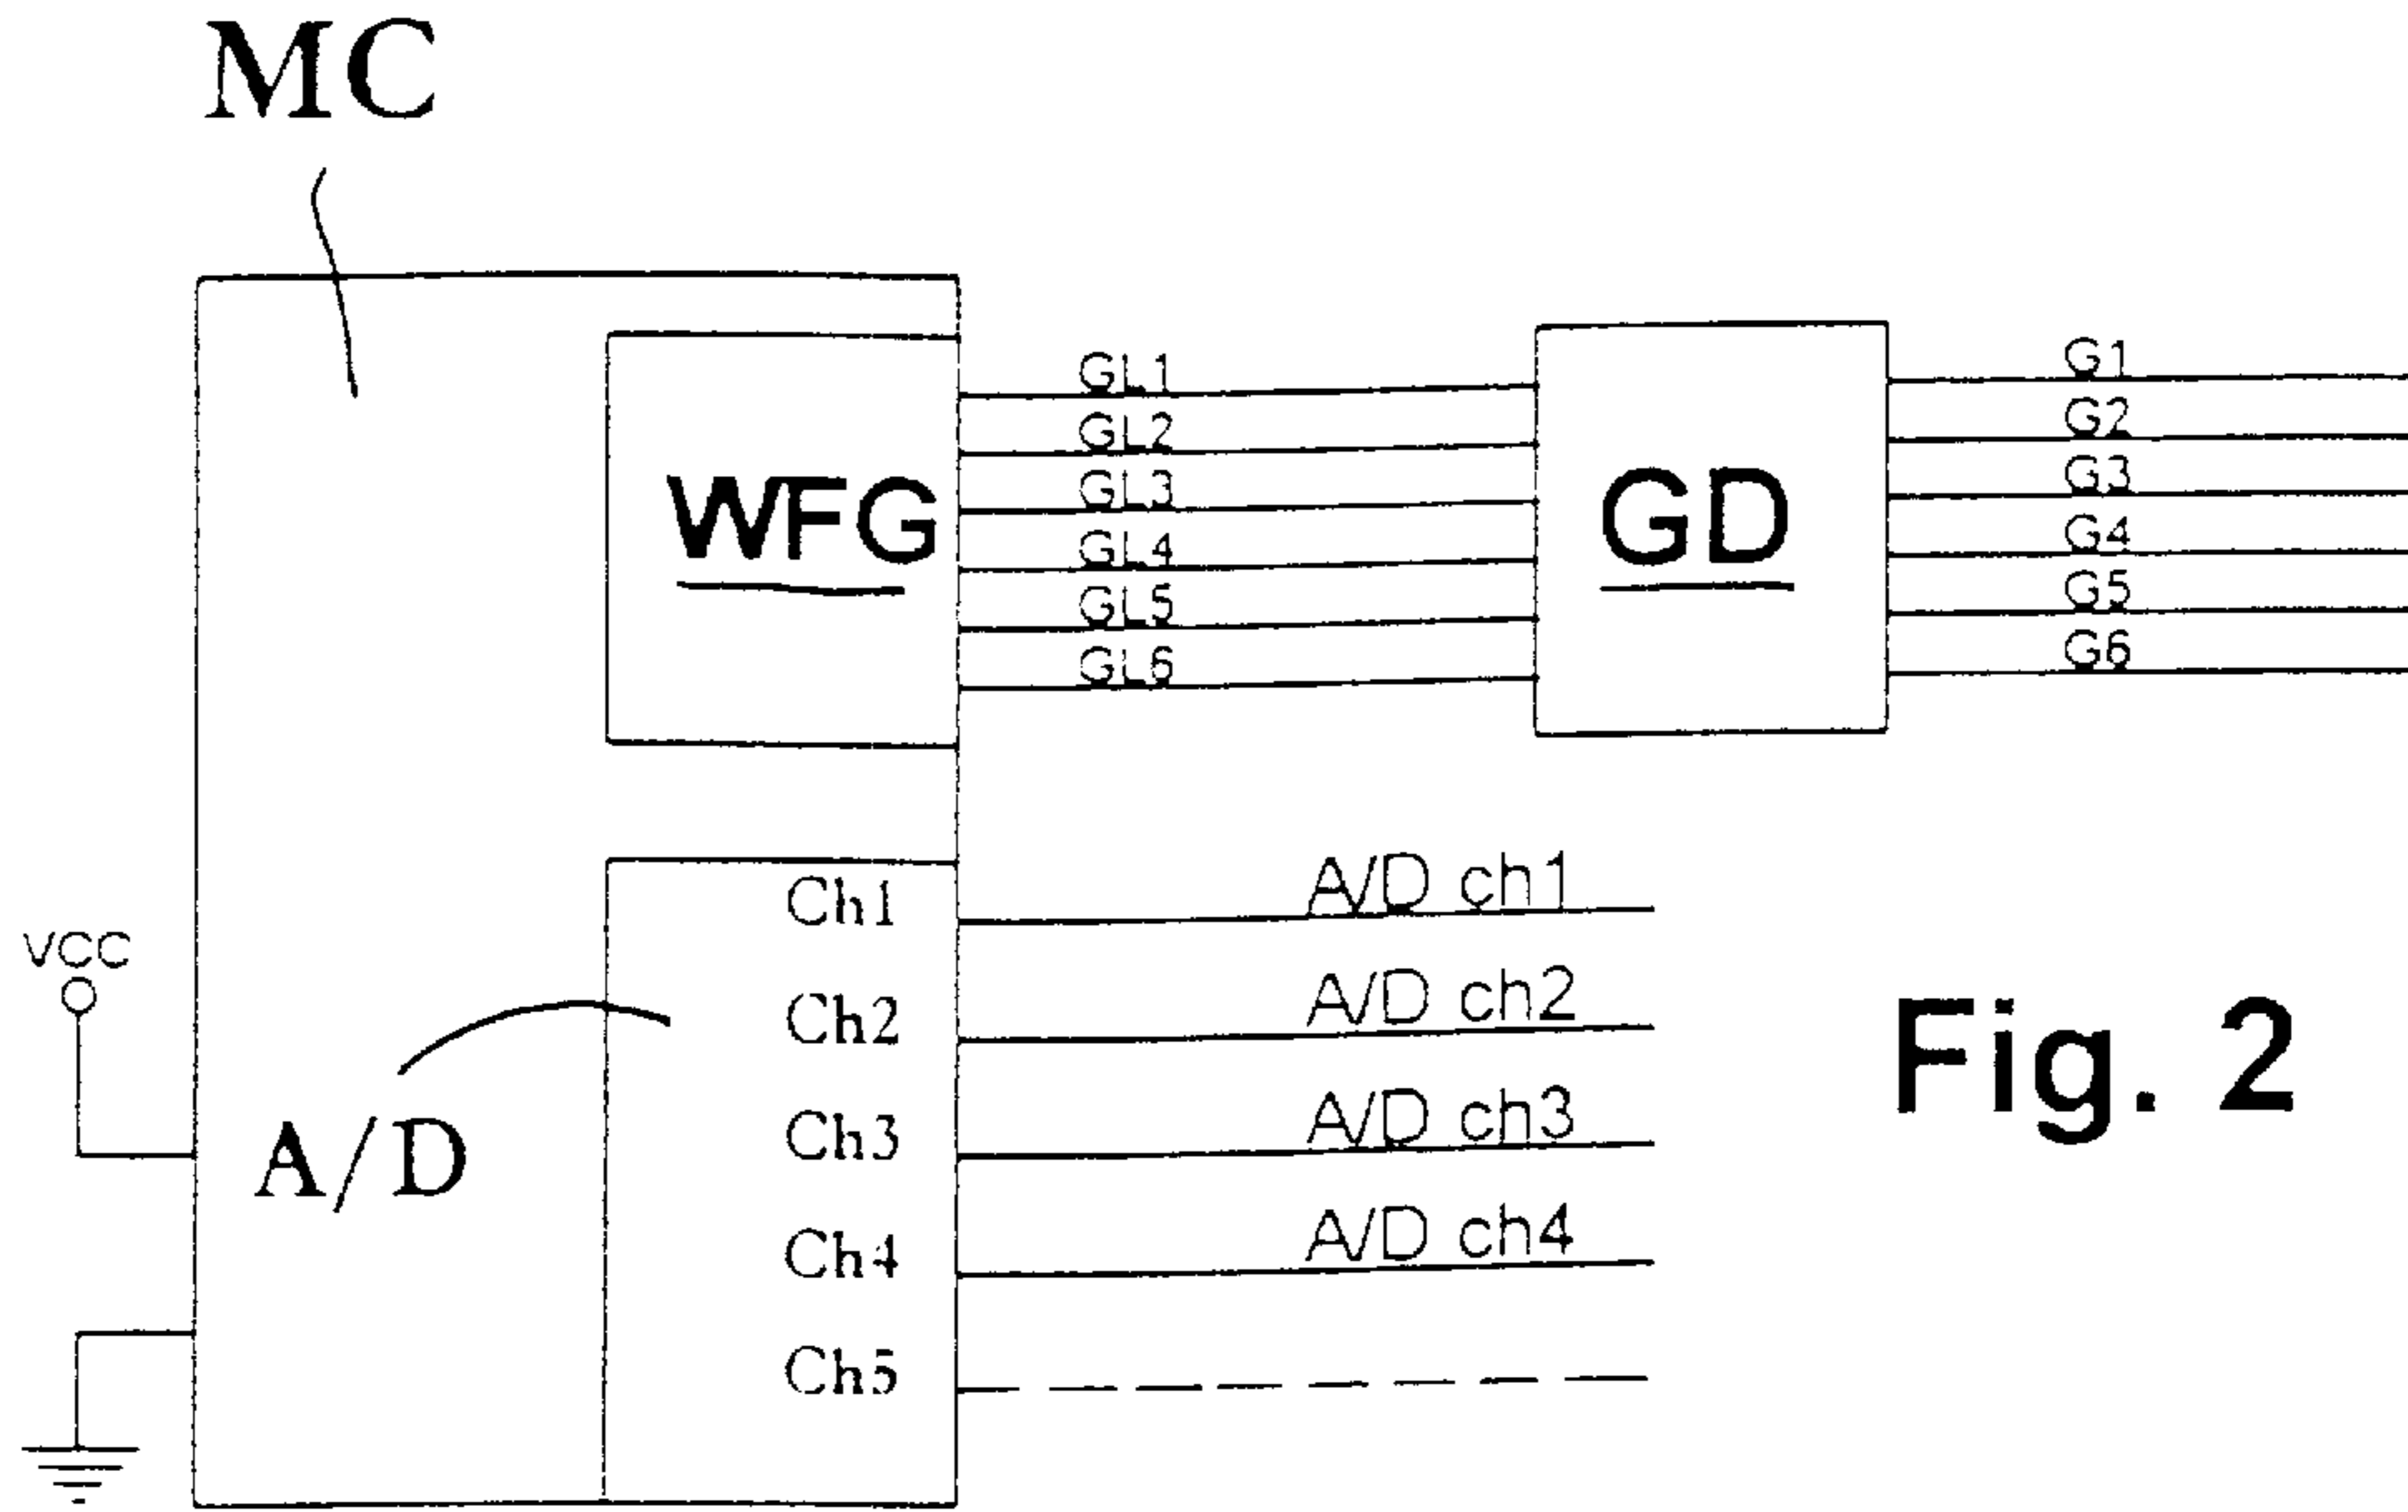 MC
WFG
GL1
GL2
GL3
GL4
GL5
GL6
GD
G1
G2
G3
G4
G5
G6
VCC
A/D
Ch1
Ch2
Ch3
Ch4
Ch5
A/D ch1
A/D ch2
A/D ch3
A/D ch4
Fig. 2